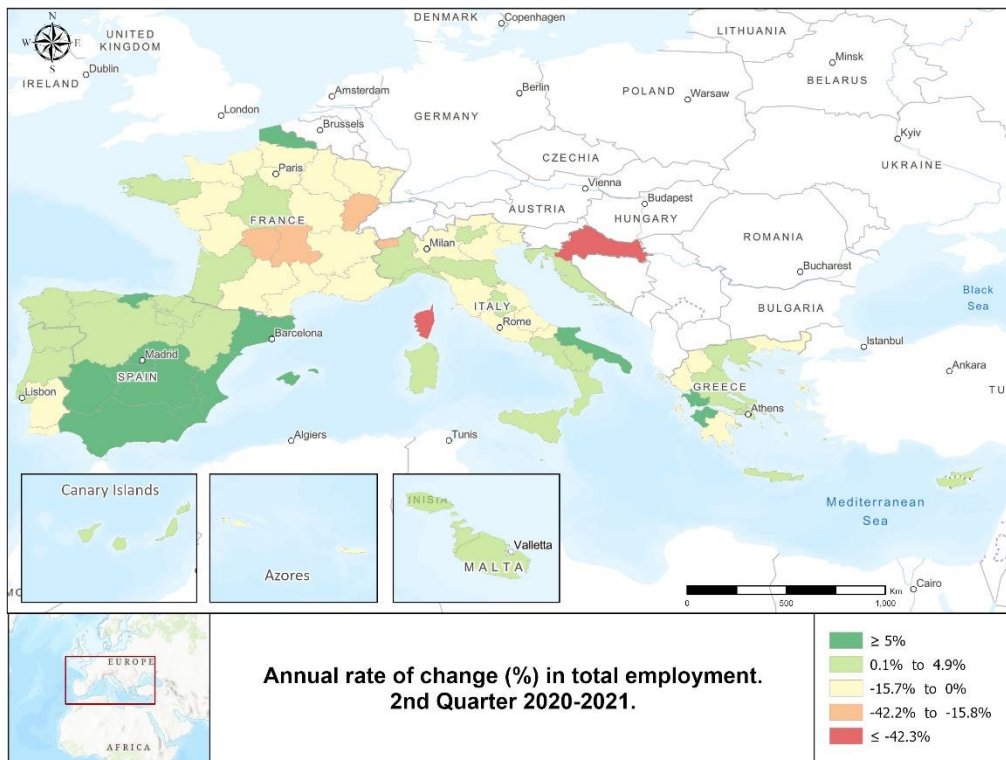 DENMARK
Copenhagen
LITHUANIA
N
W
E
S
UNITED
KINGDOM
Dublin
IRELAND
Minsk
BELARUS
Amsterdam
Berlin
POLAND
Warsaw
London
GERMANY
Brussels
Kyiv
UKRAINE
CZECHIA
Paris
Vienna
Budapest
AUSTRIA
HUNGARY
FRANCE
Milan
ROMANIA
Bucharest
ITALY
Black
Sea
BULGARIA
Rome
Barcelona
Istanbul
Madrid
SPAIN
Ankara
TU
GREECE
Lisbon
Athens
Algiers
Tunis
Canary Islands
Azores
UNISIA
Valletta
MALTA
Mediterranean
Sea
MO
Cairo
Km
0
500
1,000
EUROPE
AFRICA
Annual rate of change (%) in total employment.
2nd Quarter 2020-2021.
≥ 5%
0.1% to 4.9%
-15.7% to 0%
-42.2% to -15.8%
≤ -42.3%